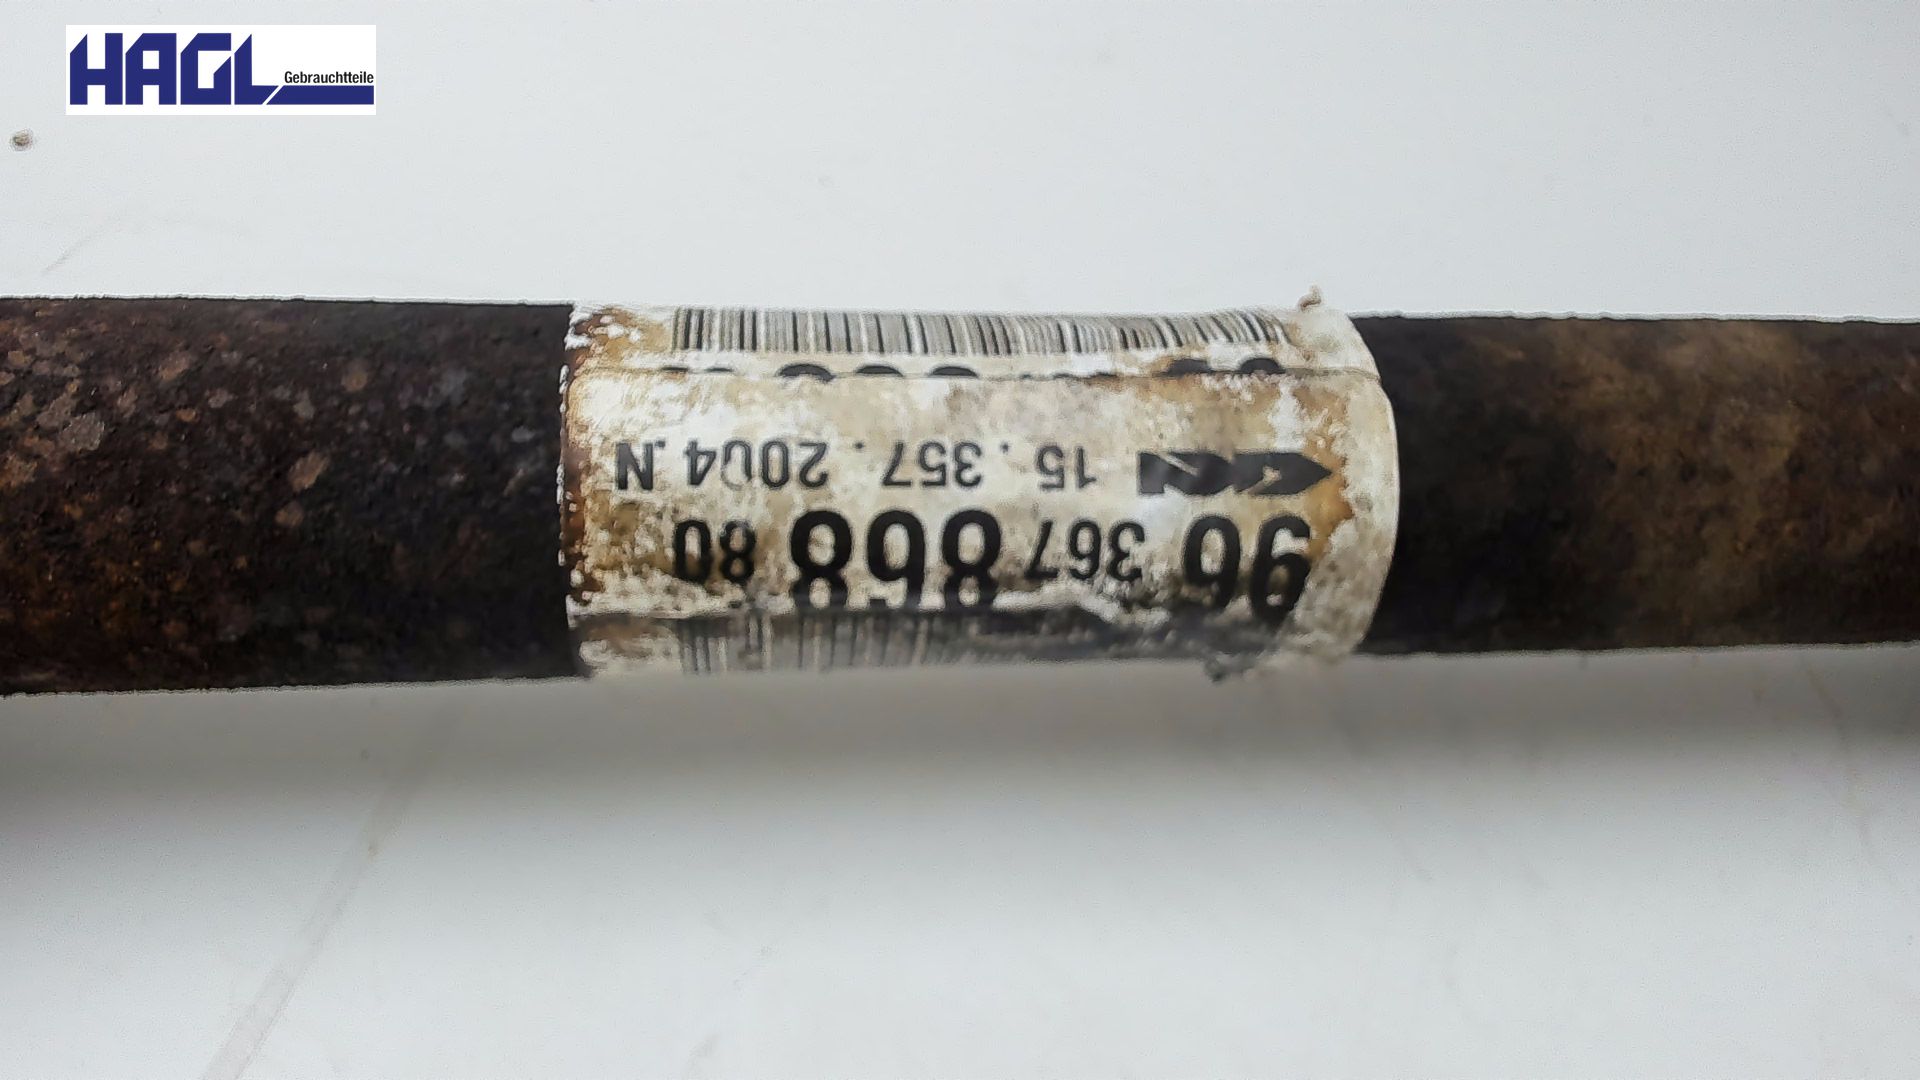 HAGL
Gebrauchtteile
96 367 868 80
15 . 357 . 2004 .N